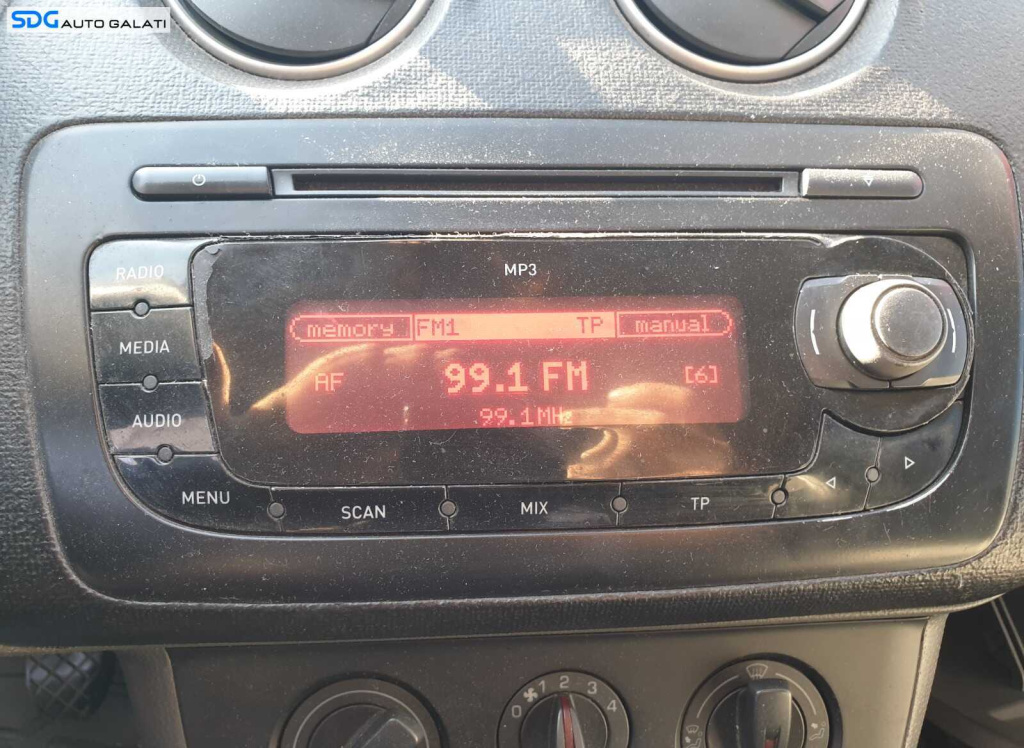 SDG AUTO GALATI
MP3
RADIO
MEDIA
AUDIO
memory FM1 TP manual
AF 99.1 FM [6]
99.1MHz
MENU SCAN MIX TP
0 1 2 3 4